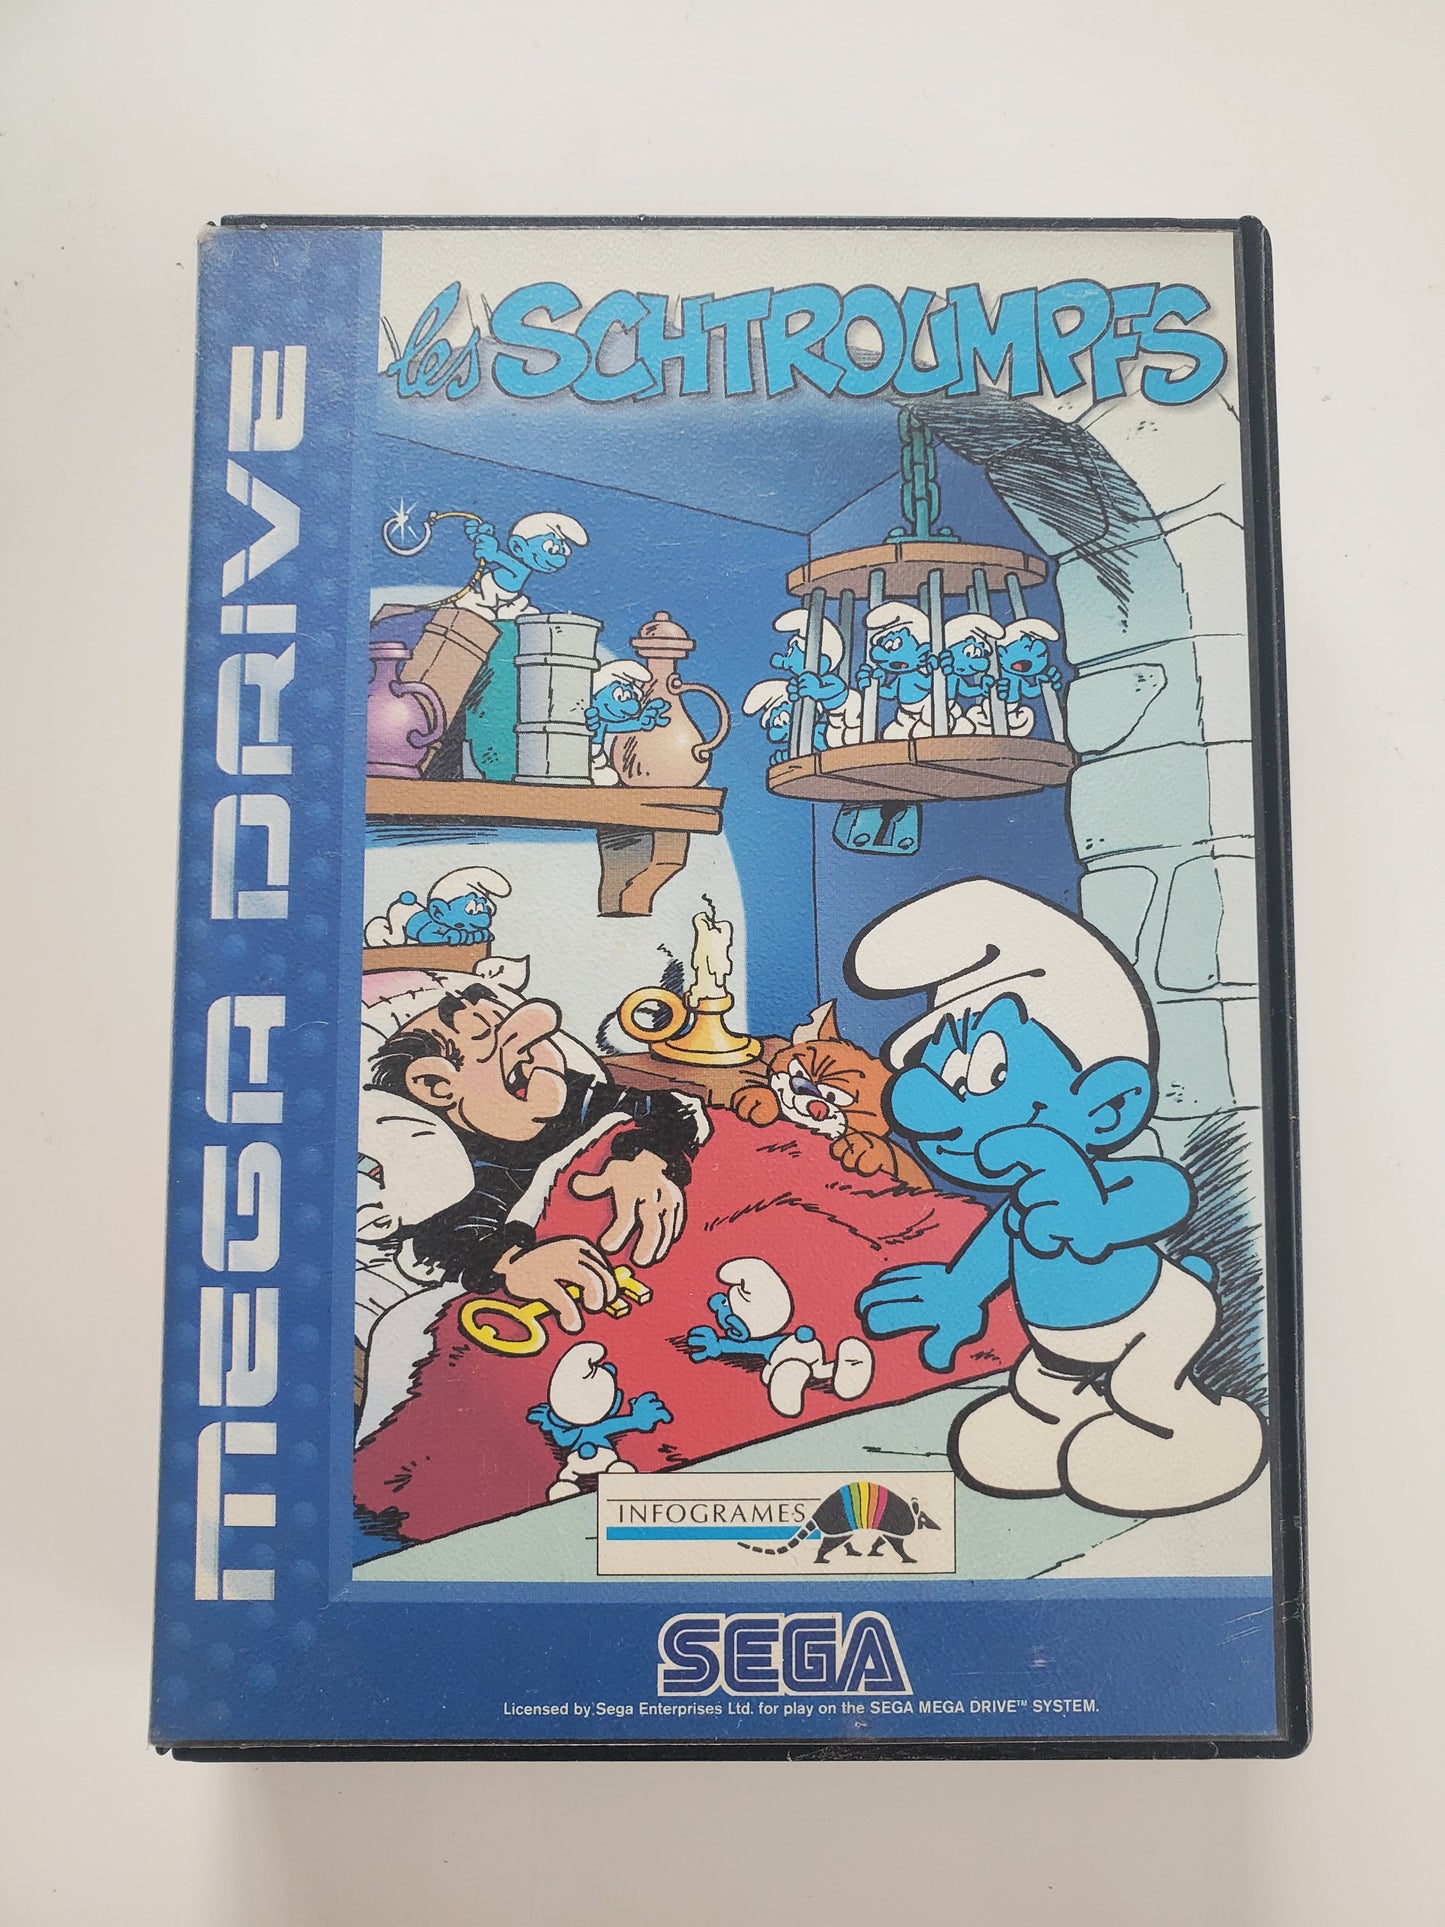 les SCHTROUMPFS
MEGA DRIVE
INFOGRAMES
SEGA
Licensed by Sega Enterprises Ltd. for play on the SEGA MEGA DRIVE™ SYSTEM.